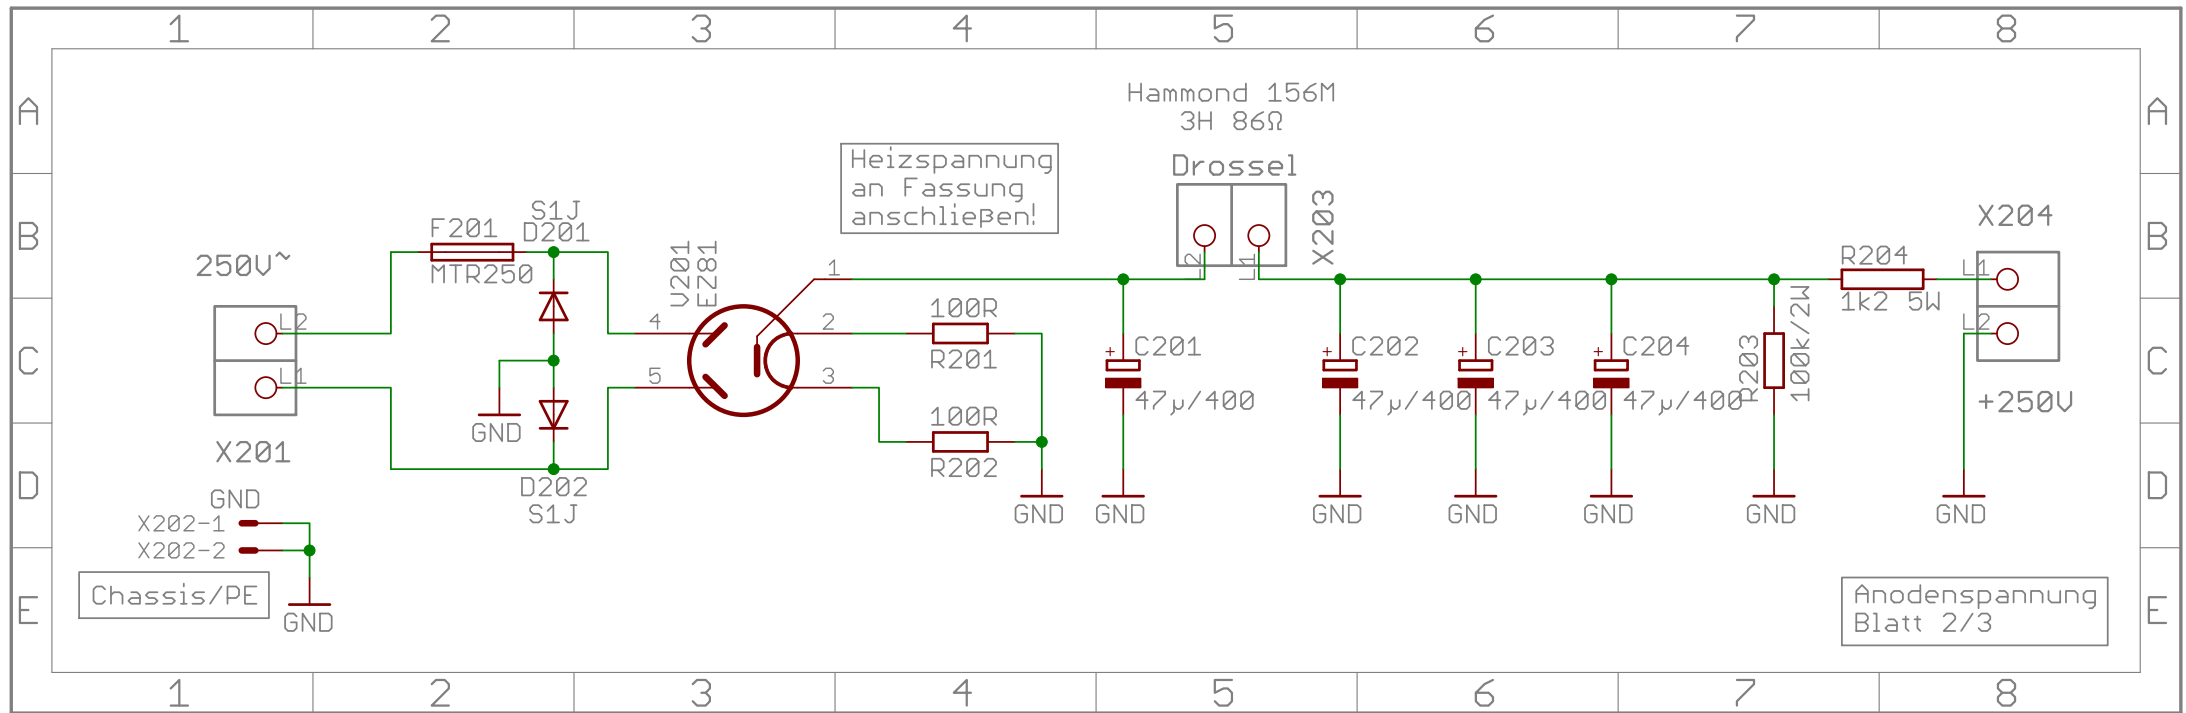 1 2 3 4 5 6 7 8
Hammond 156M
3H 86Ω
A A
Heizspannung
an Fassung
anschließen!
Drossel
X203
L2 L1
B B
S1J
D201
F201
MTR250
X204
250V~
V201
EZ81
1
R204
1k2 5W
L1
L2
+250V
L2
L1
X201
4
5
2
3
100R
R201
100R
R202
C C
+ C201
47µ/400
+ C202
47µ/400
+ C203
47µ/400
+ C204
47µ/400
R203
100k/2W
GND
D202
S1J
D D
GND
X202-1
X202-2
GND GND GND GND GND GND GND
Chassis/PE
GND
E E
Anodenspannung
Blatt 2/3
1 2 3 4 5 6 7 8